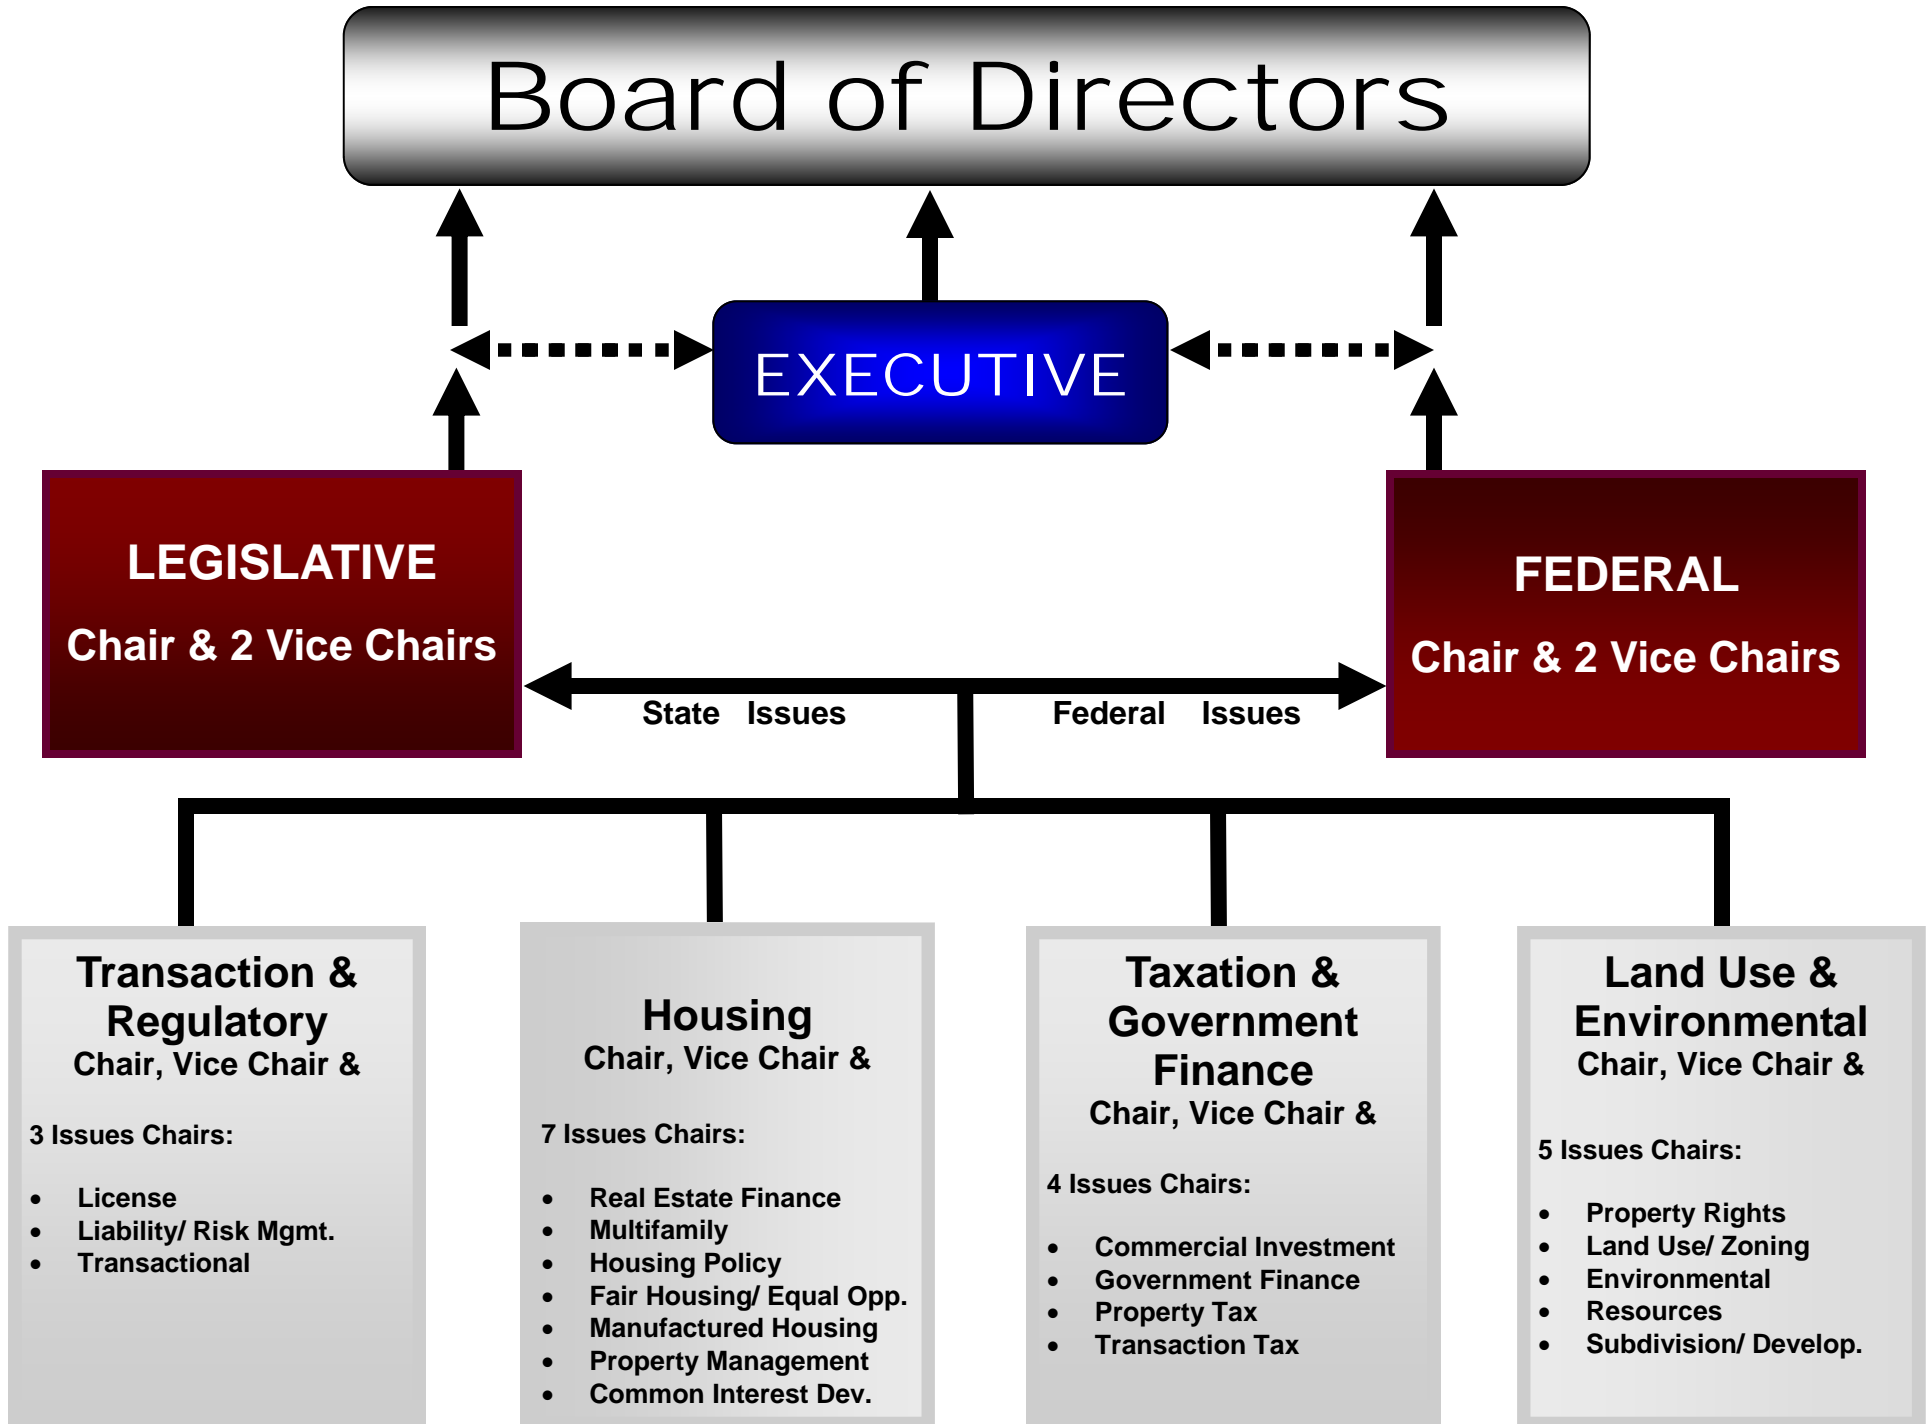 Board of Directors
EXECUTIVE
LEGISLATIVE
Chair & 2 Vice Chairs
FEDERAL
Chair & 2 Vice Chairs
State Issues
Federal Issues
Transaction &
Regulatory
Chair, Vice Chair &
3 Issues Chairs:
• License
• Liability/ Risk Mgmt.
• Transactional
Housing
Chair, Vice Chair &
7 Issues Chairs:
• Real Estate Finance
• Multifamily
• Housing Policy
• Fair Housing/ Equal Opp.
• Manufactured Housing
• Property Management
• Common Interest Dev.
Taxation &
Government
Finance
Chair, Vice Chair &
4 Issues Chairs:
• Commercial Investment
• Government Finance
• Property Tax
• Transaction Tax
Land Use &
Environmental
Chair, Vice Chair &
5 Issues Chairs:
• Property Rights
• Land Use/ Zoning
• Environmental
• Resources
• Subdivision/ Develop.